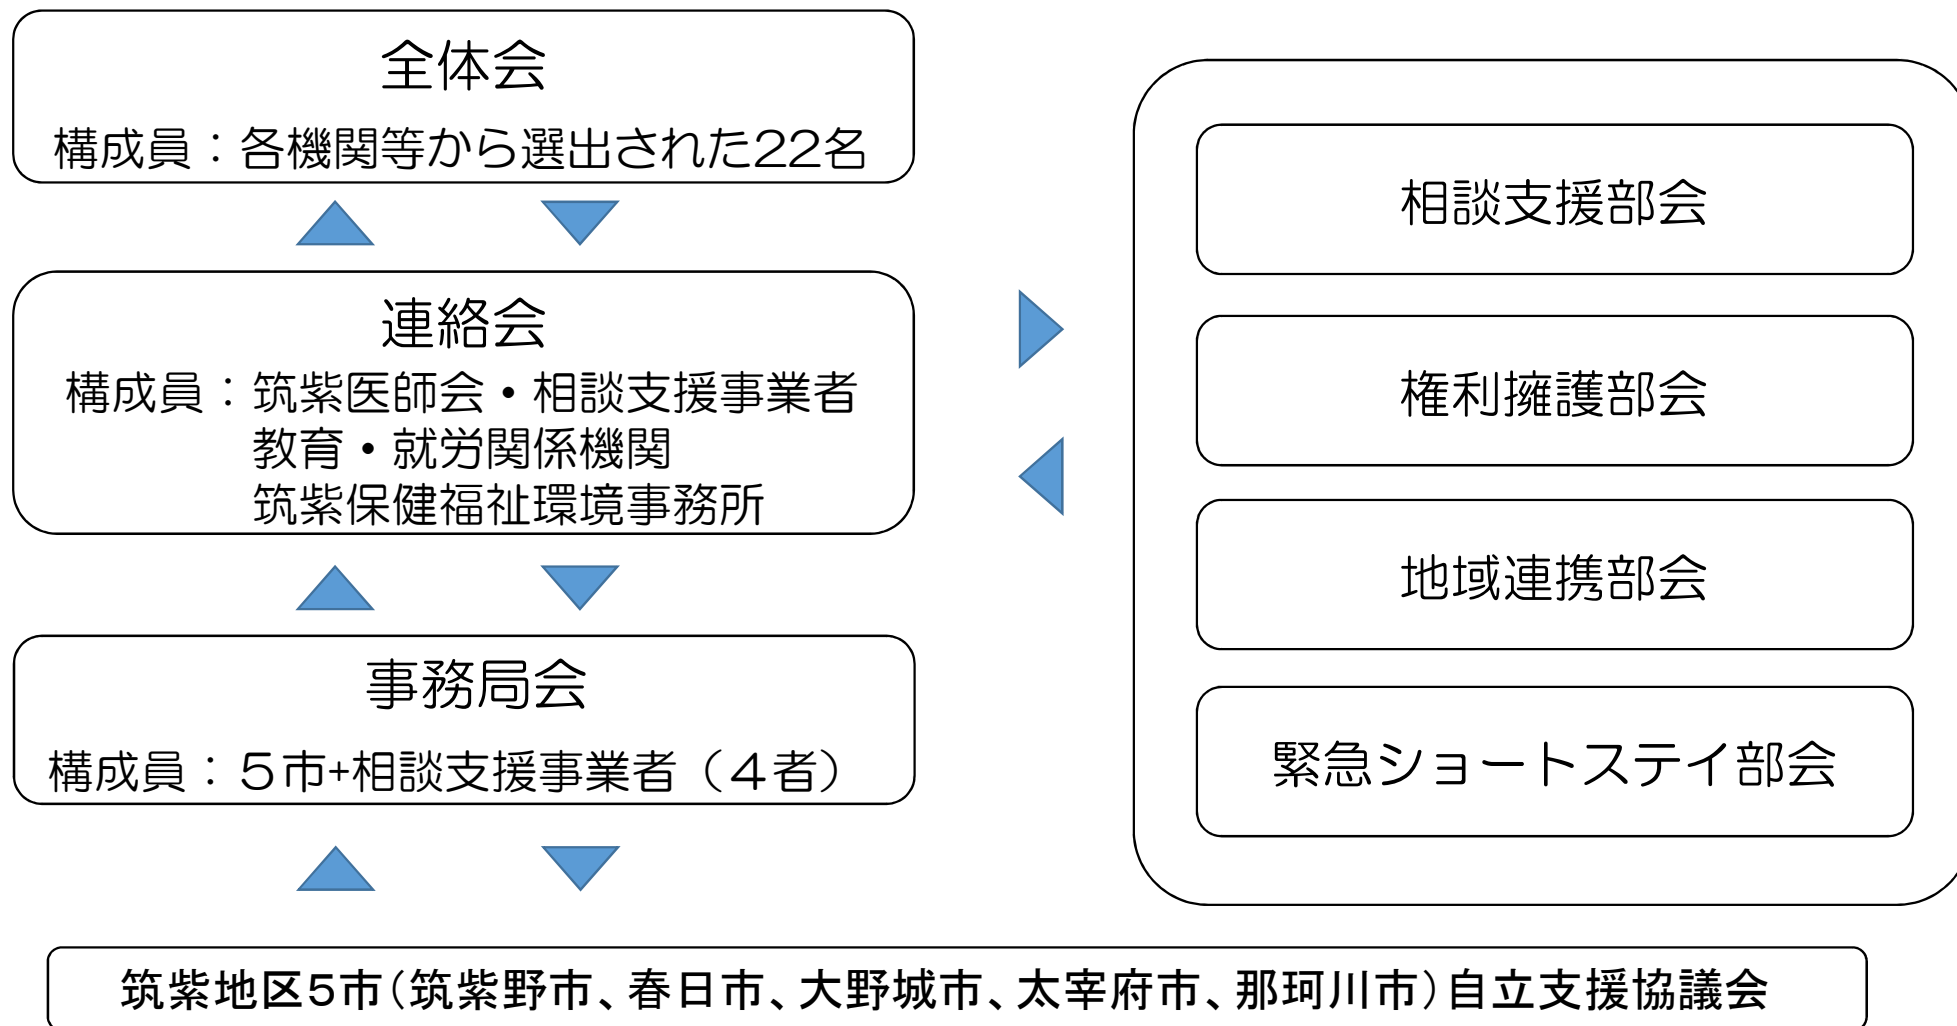 全体会
構成員：各機関等から選出された22名
連絡会
構成員：筑紫医師会・相談支援事業者
教育・就労関係機関
筑紫保健福祉環境事務所
事務局会
構成員：５市+相談支援事業者（４者）
相談支援部会
権利擁護部会
地域連携部会
緊急ショートステイ部会
筑紫地区5市(筑紫野市、春日市、大野城市、太宰府市、那珂川市)自立支援協議会